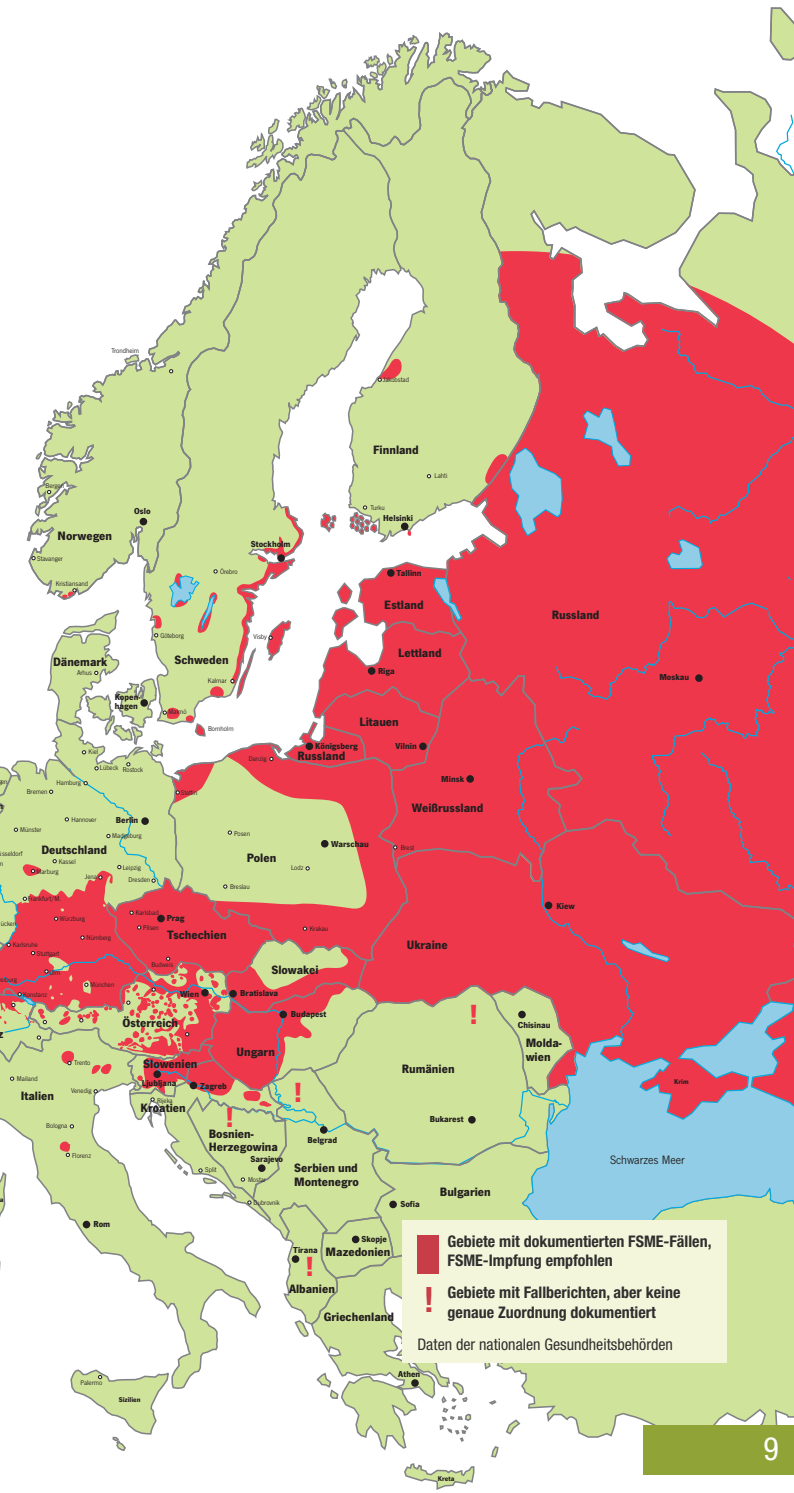 Trondheim
Jakobstad
Finnland
Lahti
Bergen
Turku
Oslo
Helsinki
Norwegen
Stockholm
Stavanger
Örebro
Tallinn
Kristiansand
Estland
Russland
Göteborg
Visby
Lettland
Dänemark
Schweden
Arhus
Riga
Kalmar
Moskau
Kopen-
hagen
Malmö
Litauen
Bornholm
Königsberg
Vilnin
Kiel
Danzig
Russland
Lübeck
Rostock
Hamburg
Minsk
Bremen
Stettin
Weißrussland
Hannover
Berlin
Münster
Posen
Magdeburg
Warschau
Deutschland
Brest
üsseldorf
Kassel
Polen
Marburg
Leipzig
Lodz
Jena
Dresden
Breslau
Frankfurt/M.
Karlsbad
Kiew
Würzburg
Prag
ücken
Pilsen
Krakau
Nürnberg
Tschechien
Karlsruhe
Ukraine
Stuttgart
Budweis
Ulm
Slowakei
München
Konstanz
Wien
Bratislava
Budapest
Österreich
!
Chisinau
z
Molda-
wien
Ungarn
Trento
Slowenien
Rumänien
Mailand
Ljubljana
Zagreb
Krim
Italien
Venedig
!
Rijeka
Kroatien
!
Bukarest
Bologna
Bosnien-
Herzegowina
Belgrad
Florenz
Sarajevo
Schwarzes Meer
Split
Serbien und
Montenegro
Mostar
Bulgarien
Dubrovnik
Sofia
Rom
Skopje
Tirana
Mazedonien
!
Albanien
Griechenland
Gebiete mit dokumentierten FSME-Fällen,
FSME-Impfung empfohlen
! Gebiete mit Fallberichten, aber keine
genaue Zuordnung dokumentiert
Daten der nationalen Gesundheitsbehörden
Athen
Palermo
Sizilien
9
Kreta